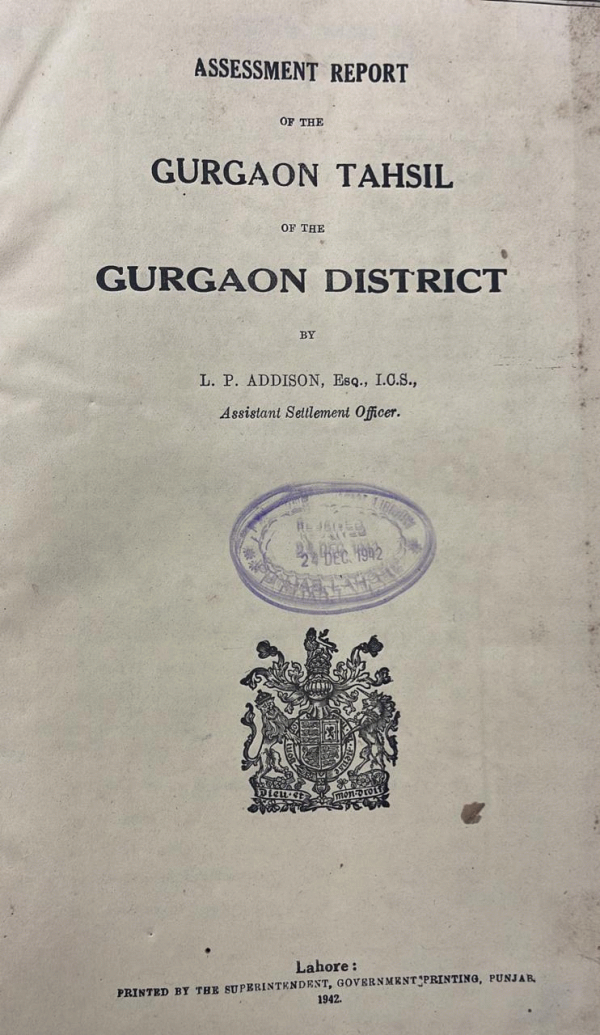 ASSESSMENT REPORT
OF THE
GURGAON TAHSIL
OF THE
GURGAON DISTRICT
BY
L. P. ADDISON, Esq., I.C.S.,
Assistant Settlement Officer.
24 DEC. 1942
Dieu et mon Droit
Lahore:
PRINTED BY THE SUPERINTENDENT, GOVERNMENT PRINTING, PUNJAB,
1942.